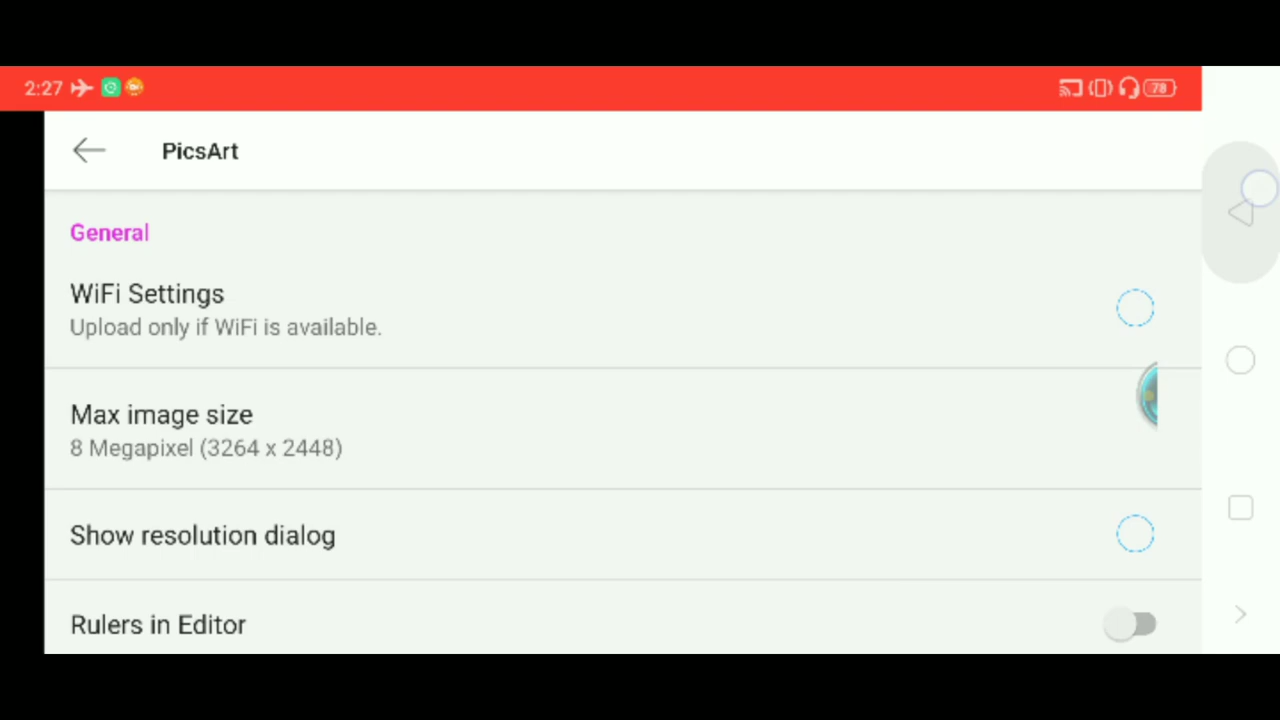 2:27
78
PicsArt
General
WiFi Settings
Upload only if WiFi is available.
Max image size
8 Megapixel (3264 x 2448)
Show resolution dialog
Rulers in Editor